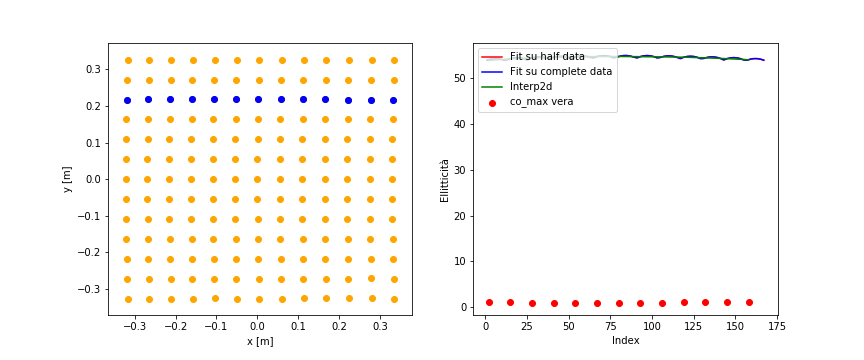 0.3
0.2
0.1
0.0
−0.1
−0.2
−0.3
y [m]
−0.3 −0.2 −0.1 0.0 0.1 0.2 0.3
x [m]
Fit su half data
Fit su complete data
Interp2d
co_max vera
50
40
30
20
10
0
Ellitticità
0 25 50 75 100 125 150 175
Index